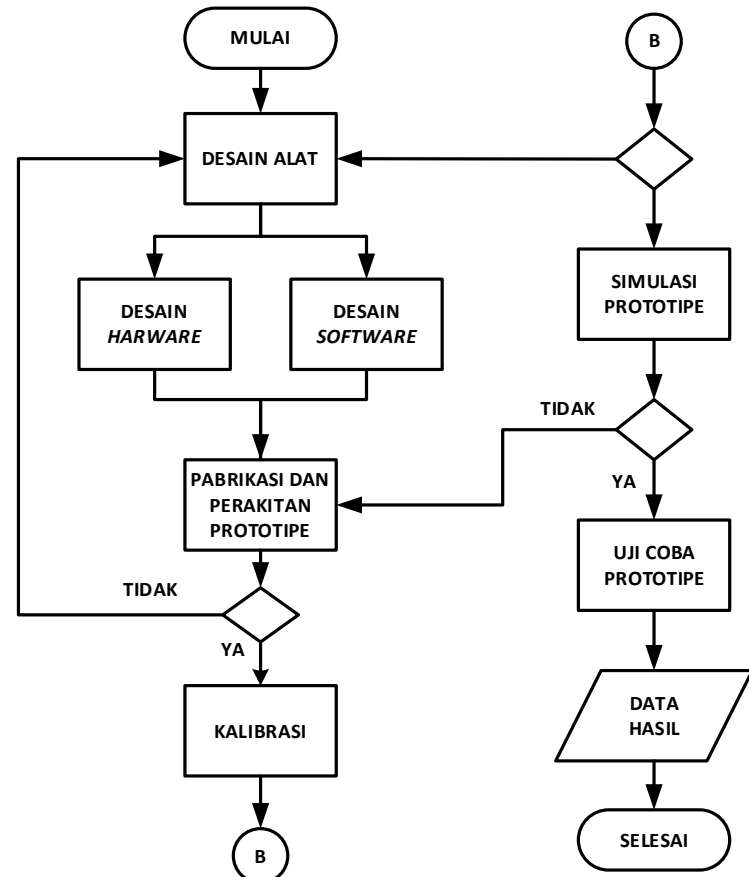 MULAI
DESAIN ALAT
DESAIN
HARWARE
DESAIN
SOFTWARE
PABRIKASI DAN
PERAKITAN
PROTOTIPE
TIDAK
YA
KALIBRASI
B
B
SIMULASI
PROTOTIPE
TIDAK
YA
UJI COBA
PROTOTIPE
DATA
HASIL
SELESAI